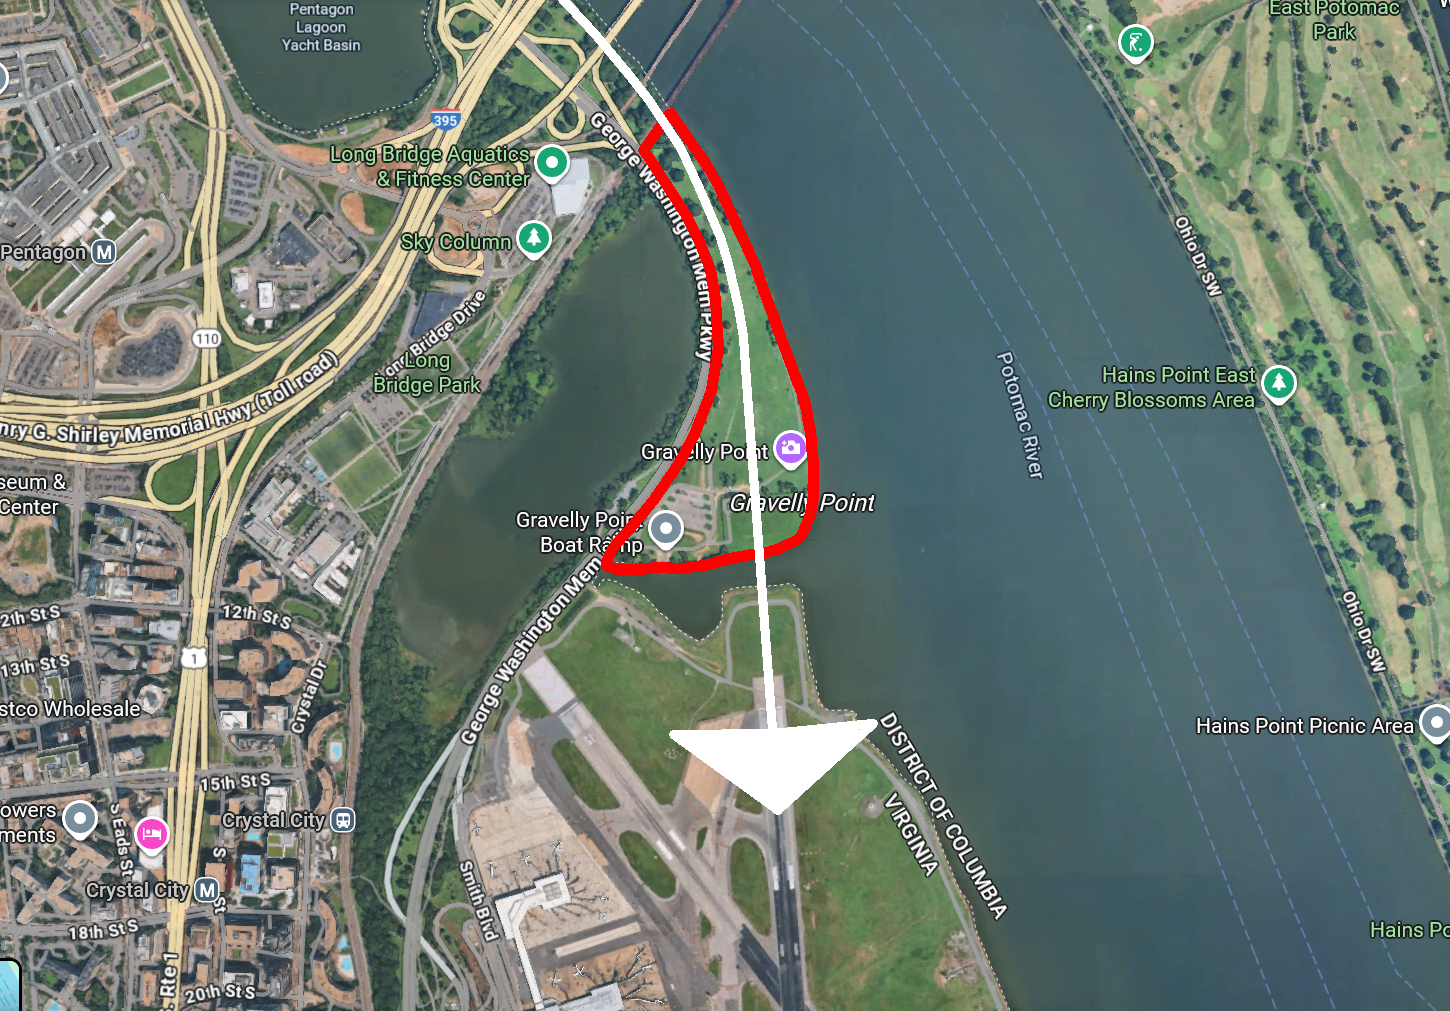 Pentagon
Lagoon
Yacht Basin
East Potomac
Park
395
George Washington Mem Pkwy
Long Bridge Aquatics
& Fitness Center
Sky Column
Pentagon M
Ohio Dr SW
110
Long Bridge Drive
Long
Bridge Park
Potomac River
Hains Point East
Cherry Blossoms Area
nry G. Shirley Memorial Hwy (Toll road)
Gravelly Point
seum &
Center
Gravelly Point
Gravelly Point
Boat Ramp
George Washington Mem
2th St S
12th St S
Ohio Dr SW
13th St S
1
Crystal Dr
stco Wholesale
Hains Point Picnic Area
DISTRICT OF COLUMBIA
VIRGINIA
15th St S
owers
ments
S Eads St
Crystal City
S
St
Crystal City M
Smith Blvd
18th St S
Hains Po
. Rte 1
20th St S